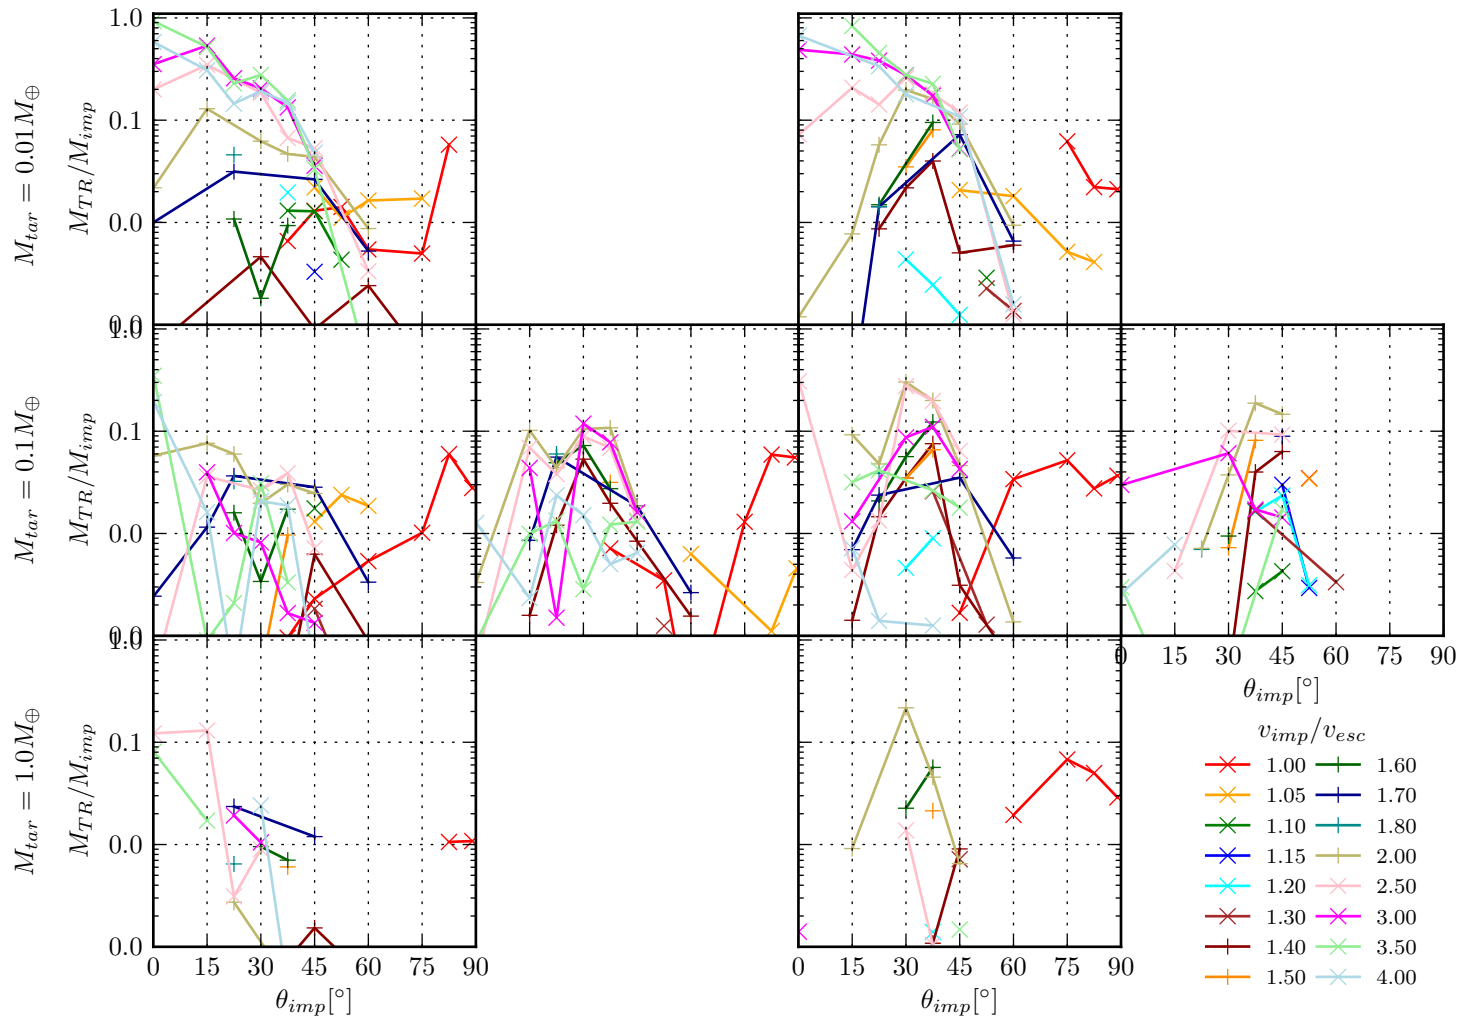 1.0
0.1
0.0
0.0
M_{tar} = 0.01M_⊕
M_{TR}/M_{imp}
1.0
0.1
0.0
0.0
M_{tar} = 0.1M_⊕
M_{TR}/M_{imp}
0 15 30 45 60 75 90
θ_{imp}[°]
1.0
0.1
0.0
0.0
M_{tar} = 1.0M_⊕
M_{TR}/M_{imp}
0 15 30 45 60 75 90
θ_{imp}[°]
0 15 30 45 60 75 90
θ_{imp}[°]
v_{imp}/v_{esc}
1.00 1.60
1.05 1.70
1.10 1.80
1.15 2.00
1.20 2.50
1.30 3.00
1.40 3.50
1.50 4.00